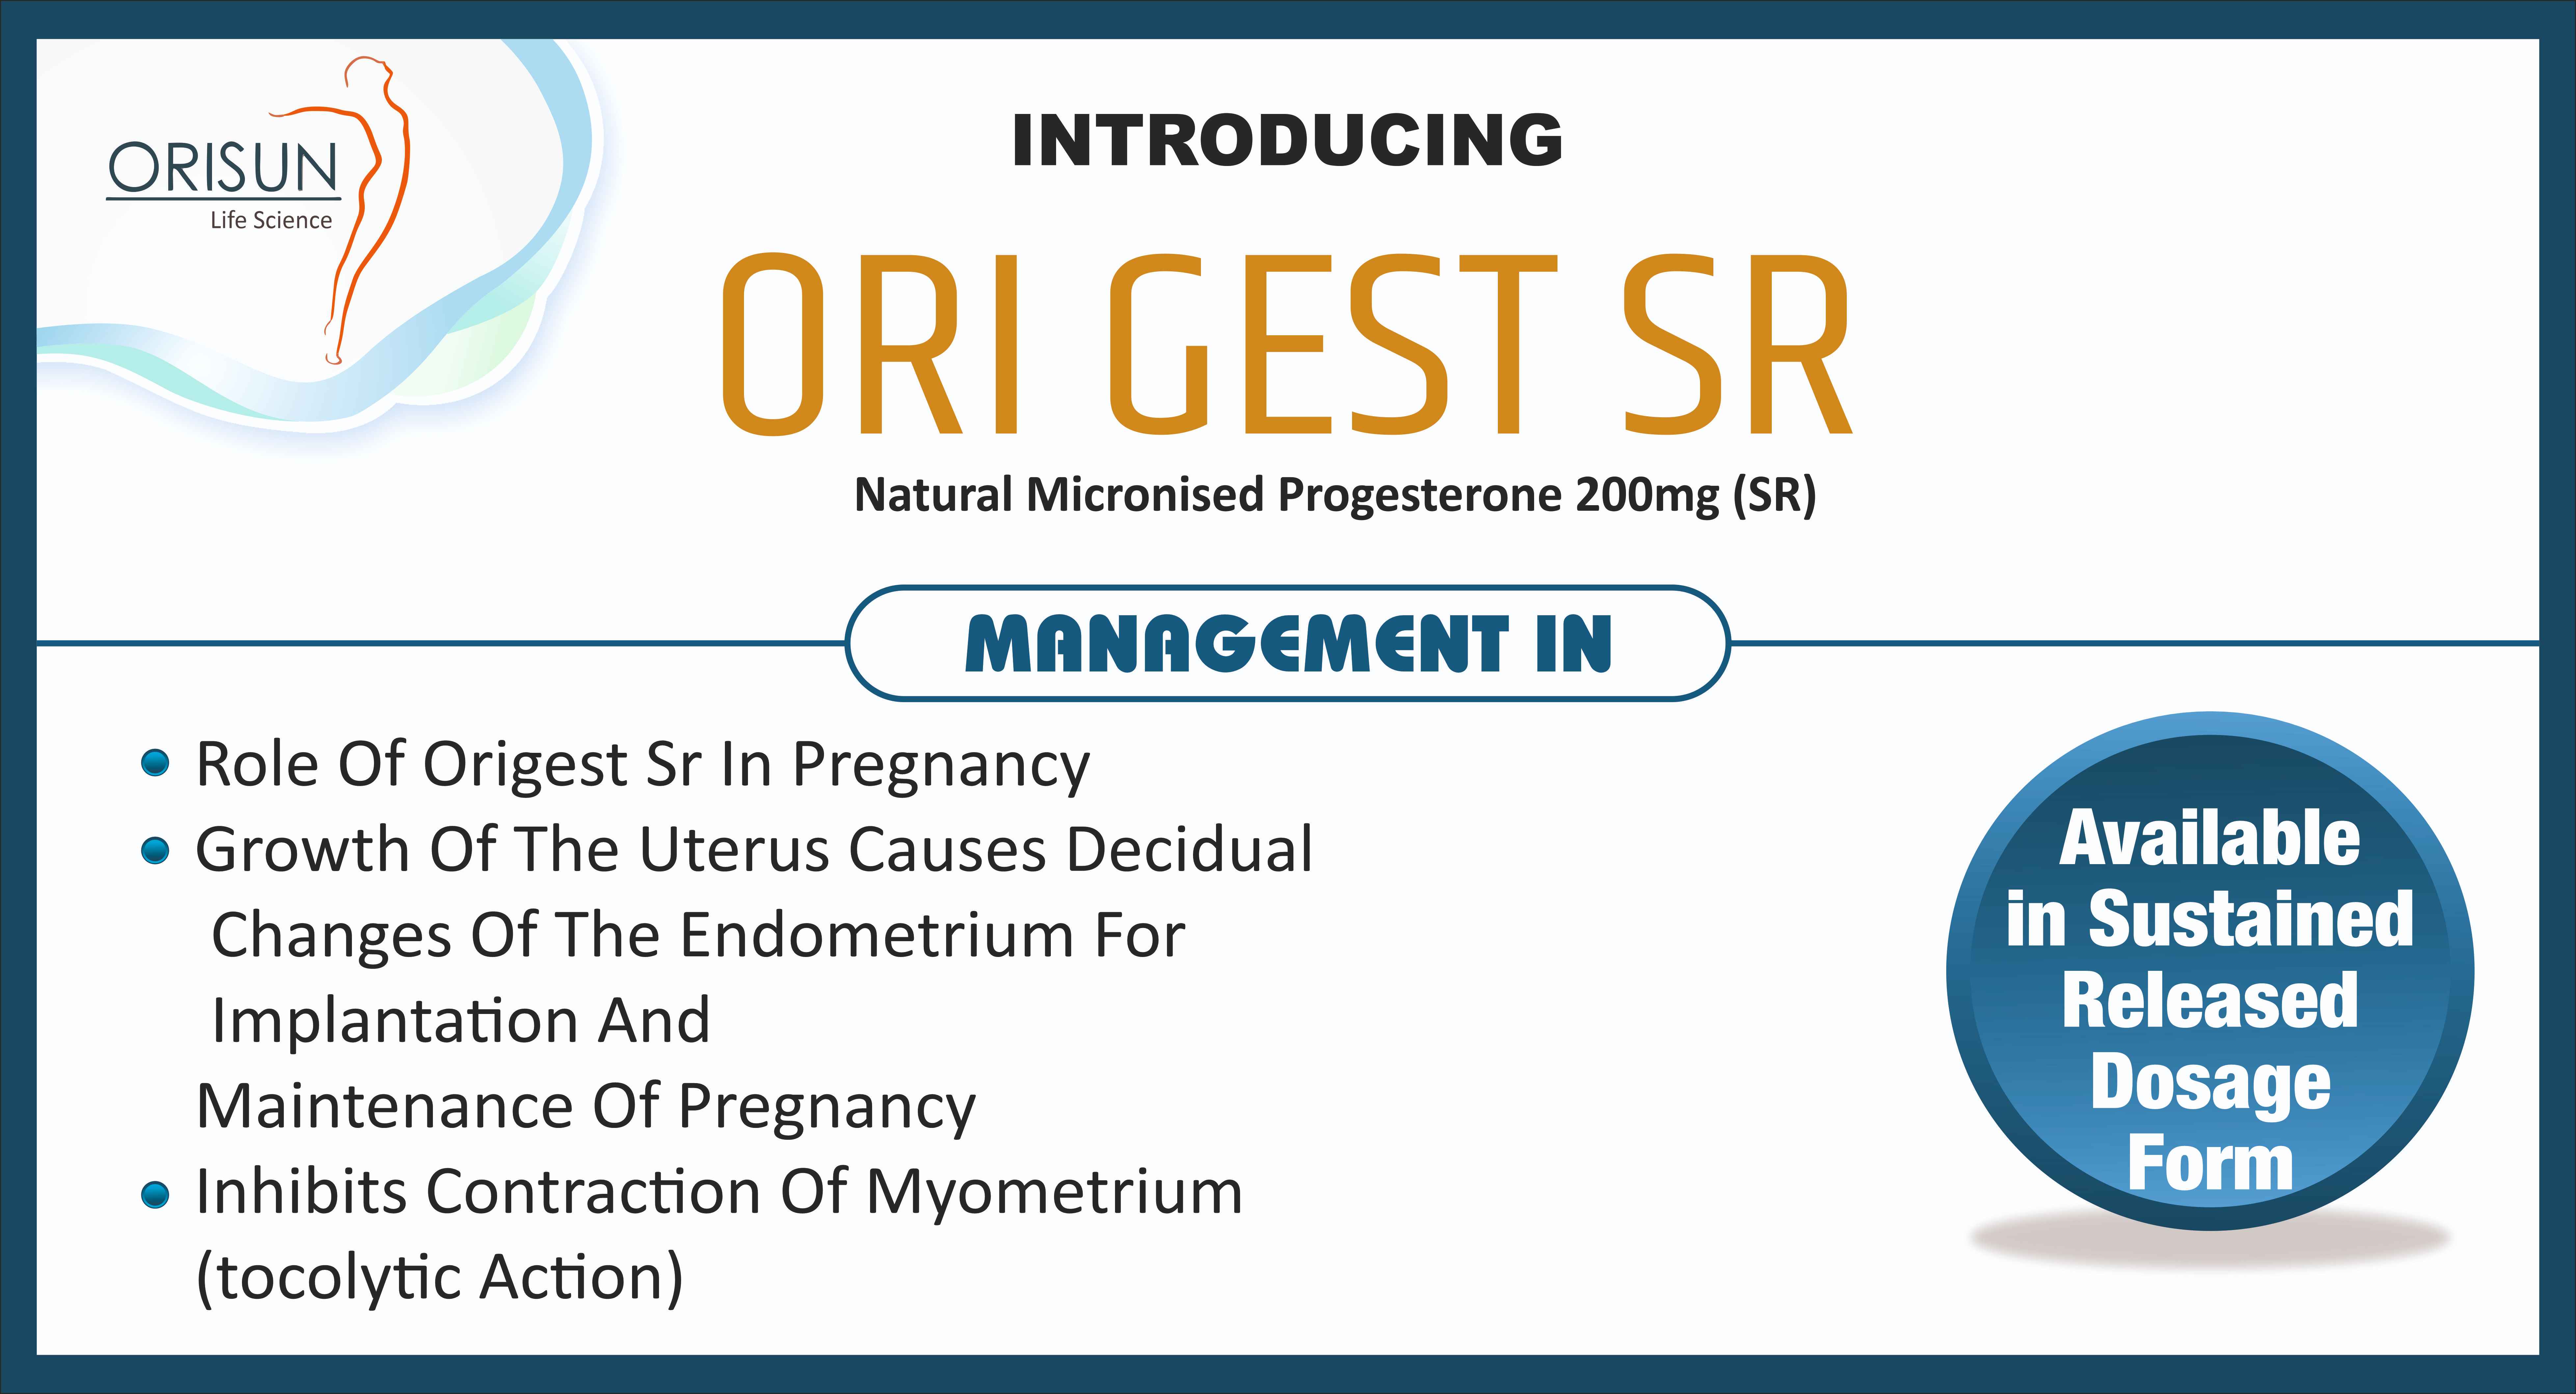 ORISUN
Life Science
INTRODUCING
ORI GEST SR
Natural Micronised Progesterone 200mg (SR)
MANAGEMENT IN
Role Of Origest Sr In Pregnancy
Growth Of The Uterus Causes Decidual
Changes Of The Endometrium For
Implantation And
Maintenance Of Pregnancy
Inhibits Contraction Of Myometrium
(tocolytic Action)
Available
in Sustained
Released
Dosage
Form